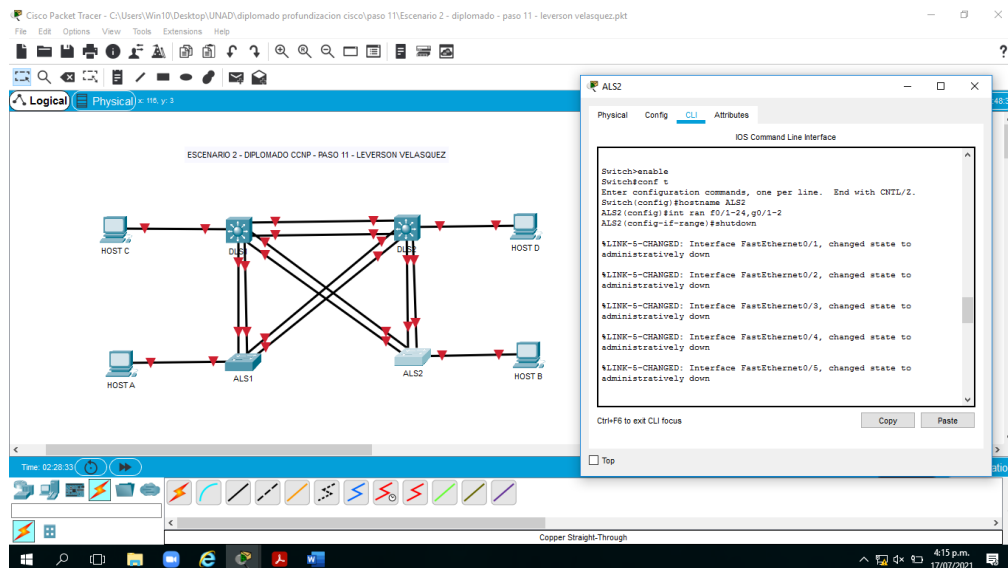 Cisco Packet Tracer - C:\Users\Win10\Desktop\UNAD\diplomado profundizacion cisco\paso 11\Escenario 2 - diplomado - paso 11 - leverson velasquez.pkt
File Edit Options View Tools Extensions Help
?
Logical Physical x: 116, y: 3
ESCENARIO 2 - DIPLOMADO CCNP - PASO 11 - LEVERSON VELASQUEZ
HOST C
HOST D
HOST A
ALS1
ALS2
HOST B
ALS2
Physical Config CLI Attributes
IOS Command Line Interface
Switch>enable
Switch#conf t
Enter configuration commands, one per line. End with CNTL/Z.
Switch(config)#hostname ALS2
ALS2(config)#int ran f0/1-24,g0/1-2
ALS2(config-if-range)#shutdown
%LINK-5-CHANGED: Interface FastEthernet0/1, changed state to
administratively down
%LINK-5-CHANGED: Interface FastEthernet0/2, changed state to
administratively down
%LINK-5-CHANGED: Interface FastEthernet0/3, changed state to
administratively down
%LINK-5-CHANGED: Interface FastEthernet0/4, changed state to
administratively down
%LINK-5-CHANGED: Interface FastEthernet0/5, changed state to
administratively down
Ctrl+F6 to exit CLI focus
Copy Paste
Top
Time: 02:28:33
Copper Straight-Through
4:15 p.m.
17/07/2021